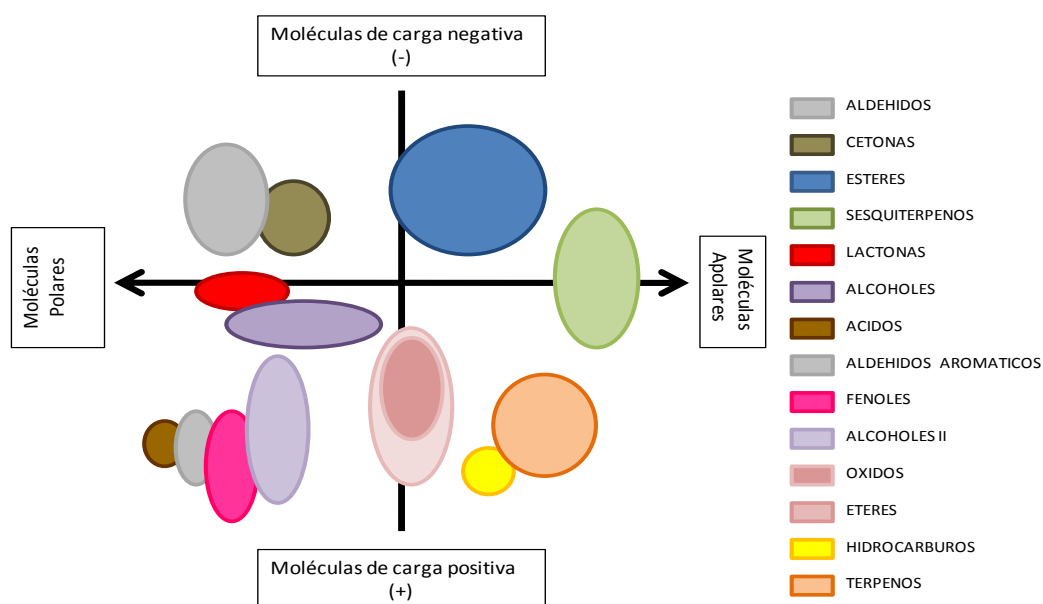 Moléculas de carga negativa
(-)
Moléculas
Polares
Moléculas
Apolares
Moléculas de carga positiva
(+)
ALDEHIDOS
CETONAS
ESTERES
SESQUITERPENOS
LACTONAS
ALCOHOLES
ACIDOS
ALDEHIDOS AROMATICOS
FENOLES
ALCOHOLES II
OXIDOS
ETERES
HIDROCARBUROS
TERPENOS